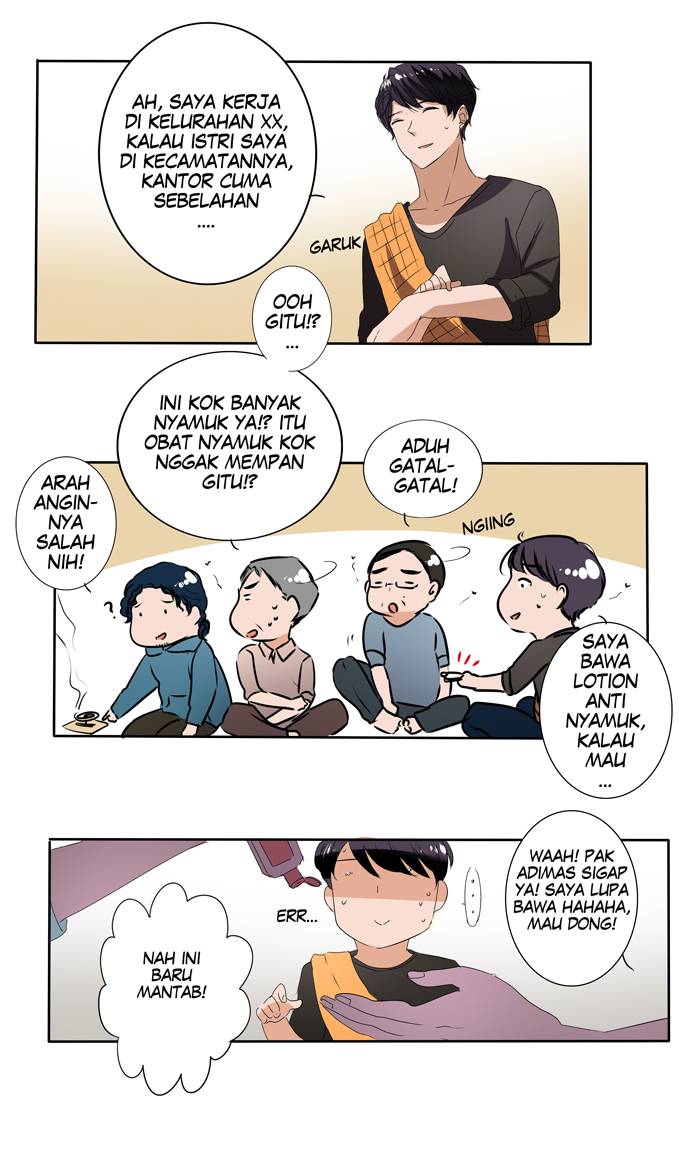 AH, SAYA KERJA
DI KELURAHAN XX,
KALAU ISTRI SAYA
DI KECAMATANNYA,
KANTOR CUMA
SEBELAHAN
....
GARUK
OOH
GITU!?
...
INI KOK BANYAK
NYAMUK YA!? ITU
OBAT NYAMUK KOK
NGGAK MEMPAN
GITU!?
ADUH
GATAL-
GATAL!
ARAH
ANGIN-
NYA
SALAH
NIH!
NGIING
?
SAYA
BAWA
LOTION
ANTI
NYAMUK,
KALAU
MAU
...
WAAH! PAK
ADIMAS SIGAP
YA! SAYA LUPA
BAWA HAHAHA,
MAU DONG!
...
ERR...
NAH INI
BARU
MANTAB!